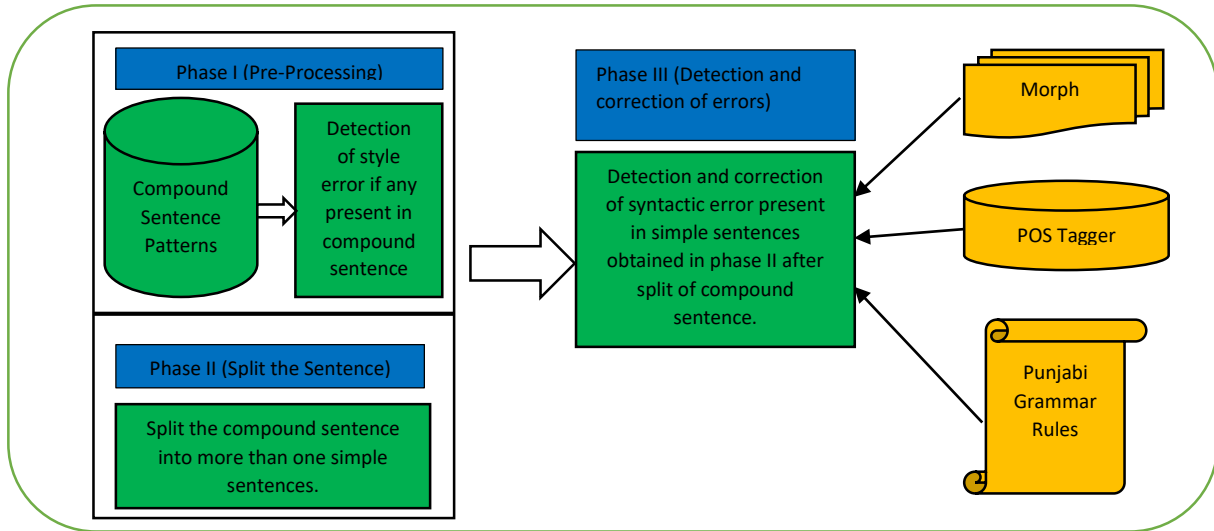 Phase I (Pre-Processing)
Compound
Sentence
Patterns
Detection
of style
error if any
present in
compound
sentence
Phase II (Split the Sentence)
Split the compound sentence
into more than one simple
sentences.
Phase III (Detection and
correction of errors)
Detection and correction
of syntactic error present
in simple sentences
obtained in phase II after
split of compound
sentence.
Morph
POS Tagger
Punjabi
Grammar
Rules